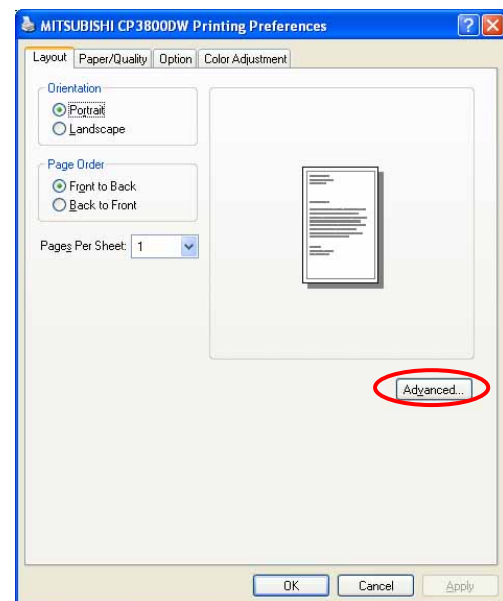 MITSUBISHI CP3800DW Printing Preferences
Layout Paper/Quality Option Color Adjustment
Orientation
Portrait
Landscape
Page Order
Front to Back
Back to Front
Pages Per Sheet: 1
Advanced...
OK Cancel Apply